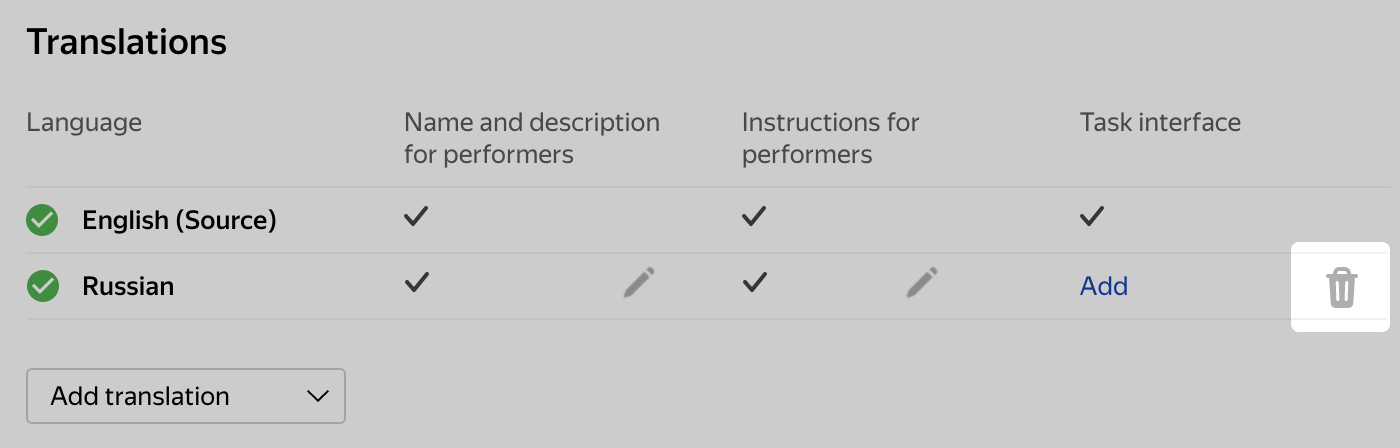 Translations
Language
Name and description
for performers
Instructions for
performers
Task interface
English (Source)
Russian
Add
Add translation